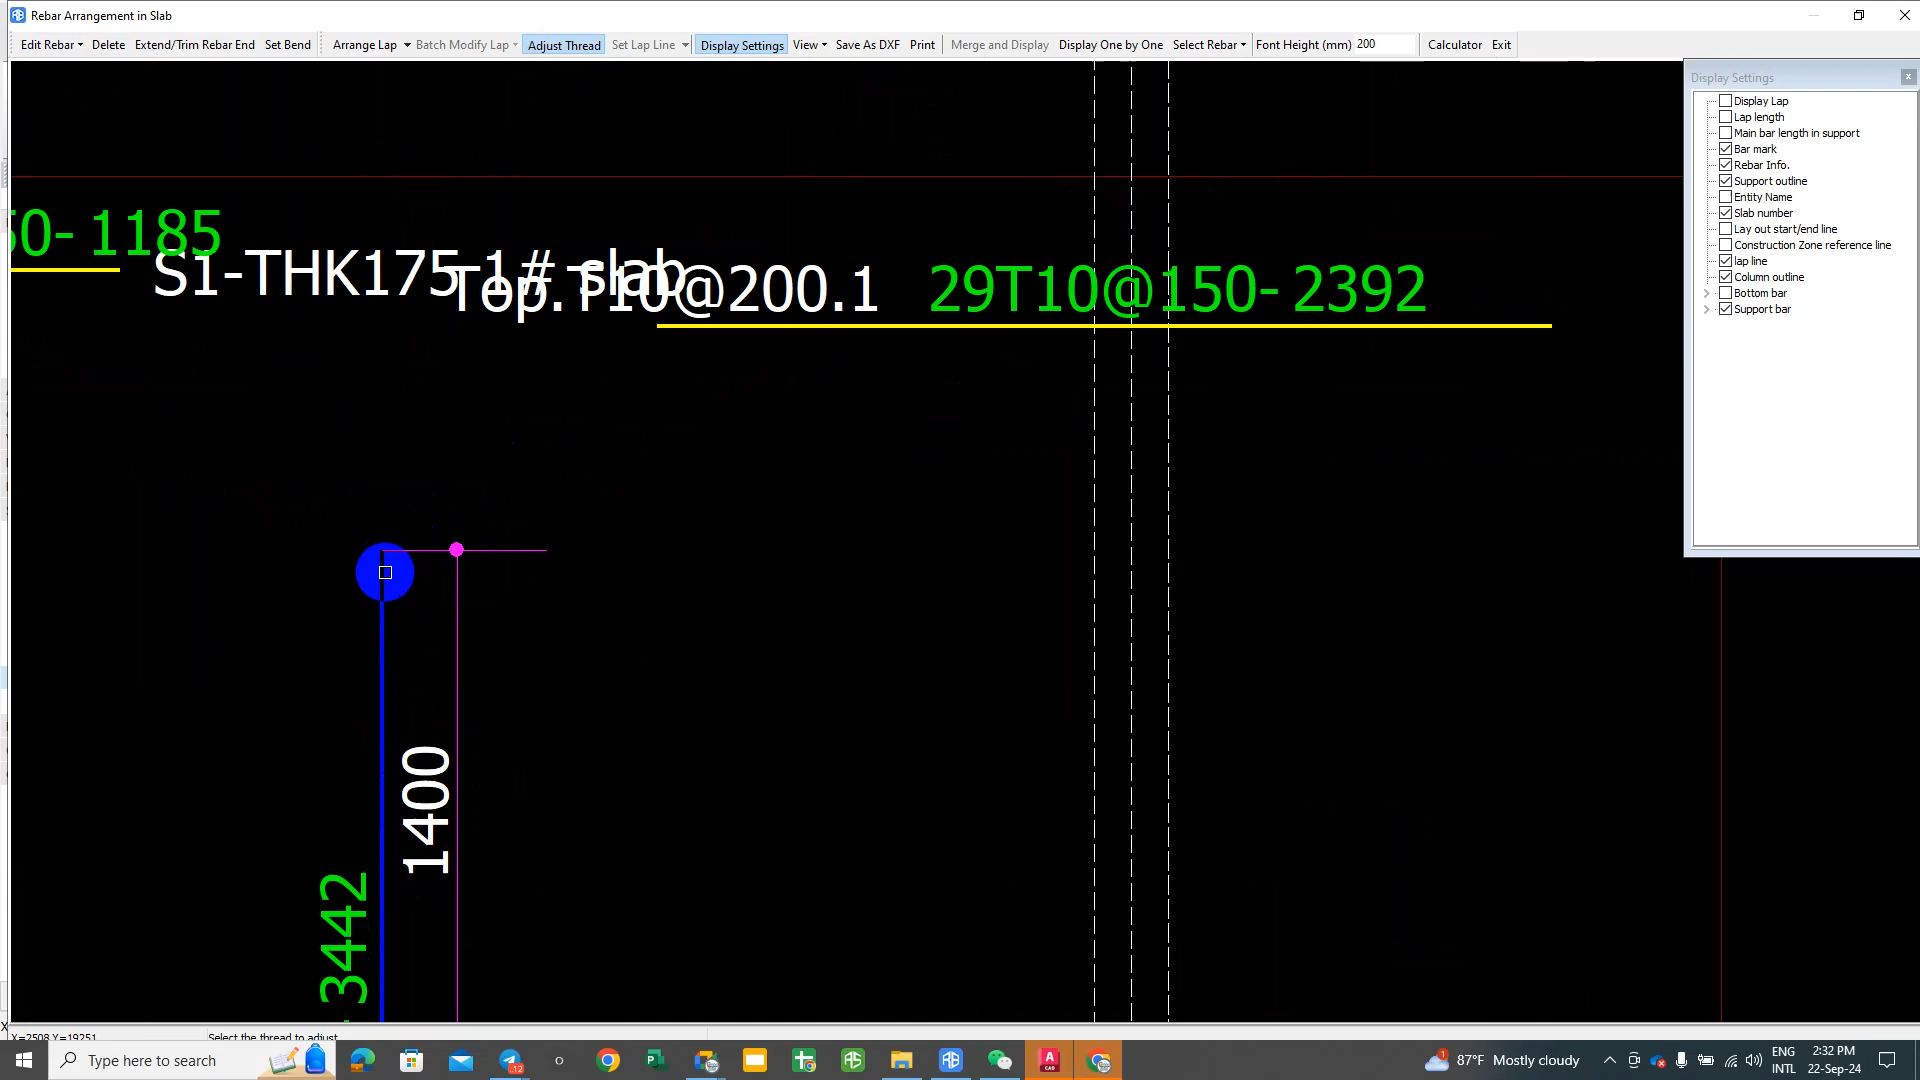 Rebar Arrangement in Slab
Edit Rebar Delete Extend/Trim Rebar End Set Bend Arrange Lap Batch Modify Lap Adjust Thread Set Lap Line Display Settings View Save As DXF Print Merge and Display Display One by One Select Rebar Font Height (mm) 200 Calculator Exit
Display Settings
Display Lap
Lap length
Main bar length in support
Bar mark
Rebar Info.
Support outline
Entity Name
Slab number
Lay out start/end line
Construction Zone reference line
lap line
Column outline
Bottom bar
Support bar
50-1185
S1-THK175 1# slab
Top.T10@200.1 29T10@150-2392
1400
3442
X=2508 Y=19251 Select the thread to adjust
Type here to search
12
87°F Mostly cloudy
ENG
INTL
2:32 PM
22-Sep-24